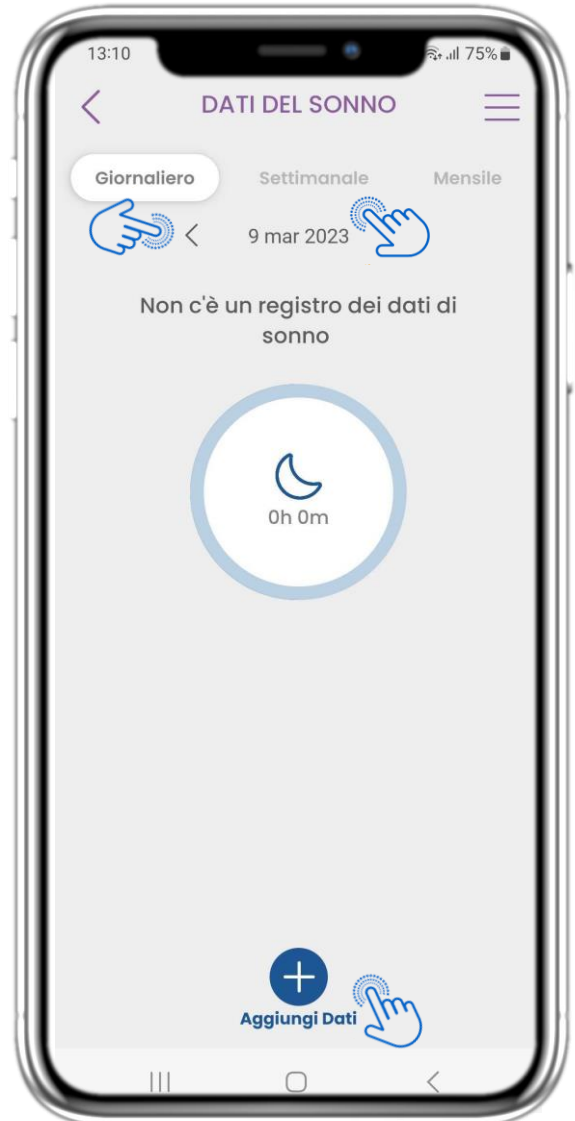 13:10 75%
DATI DEL SONNO
Giornaliero Settimanale Mensile
9 mar 2023
Non c'è un registro dei dati di
sonno
0h 0m
Aggiungi Dati